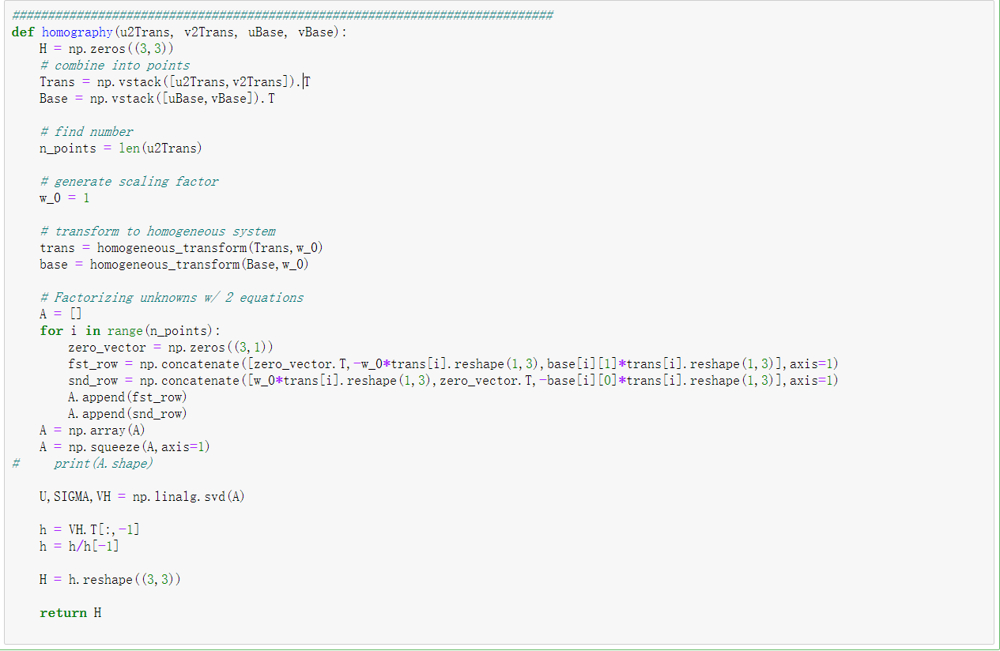 ############################################################################
def homography(u2Trans, v2Trans, uBase, vBase):
    H = np.zeros((3,3))
    # combine into points
    Trans = np.vstack([u2Trans,v2Trans]).T
    Base = np.vstack([uBase,vBase]).T
    # find number
    n_points = len(u2Trans)
    # generate scaling factor
    w_0 = 1
    # transform to homogeneous system
    trans = homogeneous_transform(Trans,w_0)
    base = homogeneous_transform(Base,w_0)
    # Factorizing unknowns w/ 2 equations
    A = []
    for i in range(n_points):
        zero_vector = np.zeros((3,1))
        fst_row = np.concatenate([zero_vector.T,-w_0*trans[i].reshape(1,3),base[i][1]*trans[i].reshape(1,3)],axis=1)
        snd_row = np.concatenate([w_0*trans[i].reshape(1,3),zero_vector.T,-base[i][0]*trans[i].reshape(1,3)],axis=1)
        A.append(fst_row)
        A.append(snd_row)
    A = np.array(A)
    A = np.squeeze(A,axis=1)
#     print(A.shape)
    U,SIGMA,VH = np.linalg.svd(A)
    h = VH.T[:,-1]
    h = h/h[-1]
    H = h.reshape((3,3))
    return H